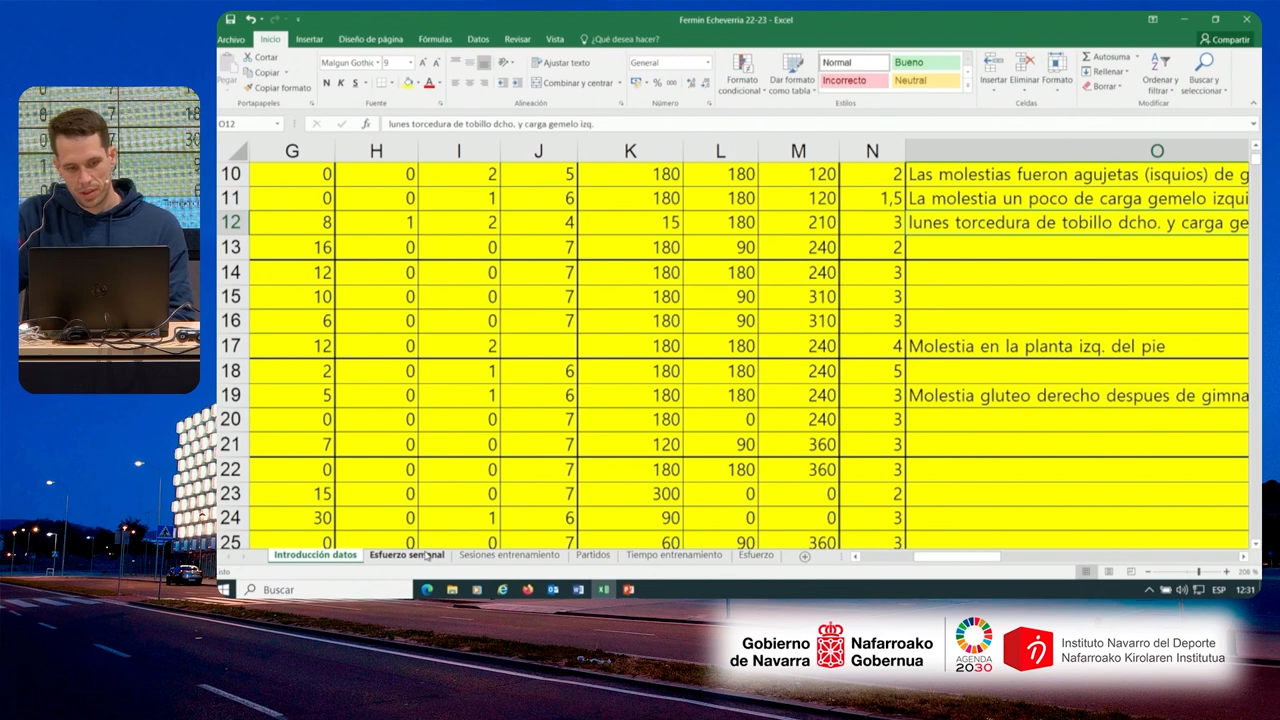 Fermin Echeverria 22-23 - Excel
Archivo Inicio Insertar Diseño de página Fórmulas Datos Revisar Vista ¿Qué desea hacer? Compartir
Pegar Cortar Copiar Copiar formato
Malgun Gothic 9 N K S
Ajustar texto Combinar y centrar
General % 000
Formato condicional Dar formato como tabla
Normal Bueno Incorrecto Neutral
Insertar Eliminar Formato
Autosuma Rellenar Borrar
Ordenar y filtrar Buscar y seleccionar
Portapapeles Fuente Alineación Número Estilos Celdas Modificar
O12 fx lunes torcedura de tobillo dcho. y carga gemelo izq.
G H I J K L M N O
10 0 0 2 5 180 180 120 2 Las molestias fueron agujetas (isquios) de g
11 0 0 1 6 180 180 120 1,5 La molestia un poco de carga gemelo izqui
12 8 1 2 4 15 180 210 3 lunes torcedura de tobillo dcho. y carga ge
13 16 0 0 7 180 90 240 2
14 12 0 0 7 180 180 240 3
15 10 0 0 7 180 90 310 3
16 6 0 0 7 180 90 310 3
17 12 0 2 180 180 240 4 Molestia en la planta izq. del pie
18 2 0 1 6 180 180 240 5
19 5 0 1 6 180 180 240 3 Molestia gluteo derecho despues de gimna
20 0 0 0 7 180 0 240 3
21 7 0 0 7 120 90 360 3
22 0 0 0 7 180 180 360 3
23 15 0 0 7 300 0 0 2
24 30 0 1 6 90 0 0 3
25 0 0 0 7 60 90 360 3
Introducción datos Esfuerzo semanal Sesiones entrenamiento Partidos Tiempo entrenamiento Esfuerzo
208 %
Buscar ESP 12:31
Gobierno de Navarra
Nafarroako Gobernua
AGENDA 2030
Instituto Navarro del Deporte
Nafarroako Kirolaren Institutua